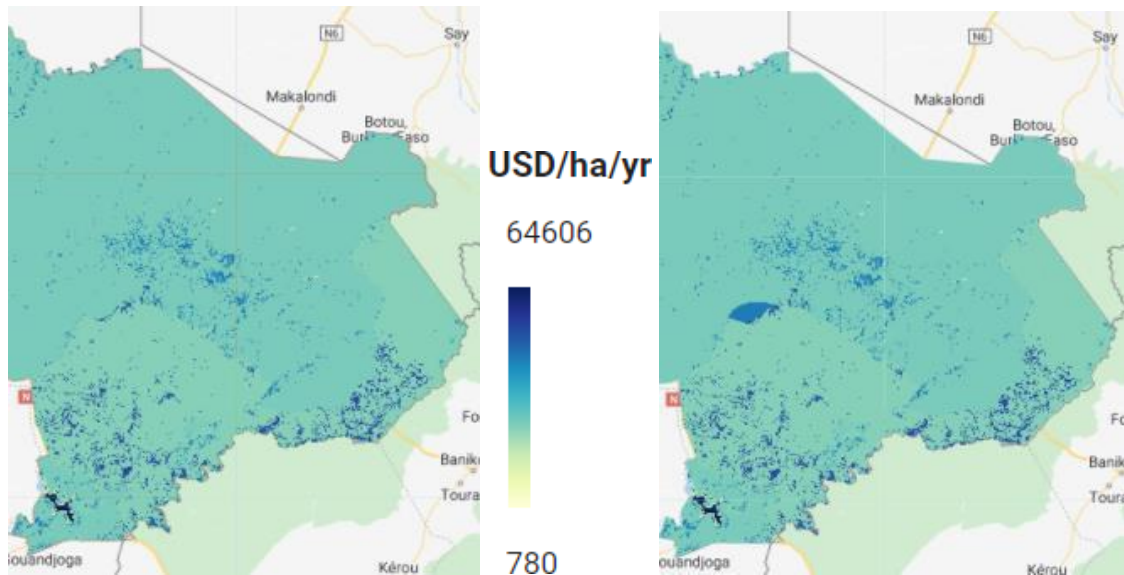 N6
Say
Makalondi
Botou,
Burkina Faso
N
Fo
Banik
Toura
Gouandjoga
Kérou
USD/ha/yr
64606
780
N6
Say
Makalondi
Botou,
Burkina Faso
N
Fo
Banik
Toura
ouandjoga
Kérou